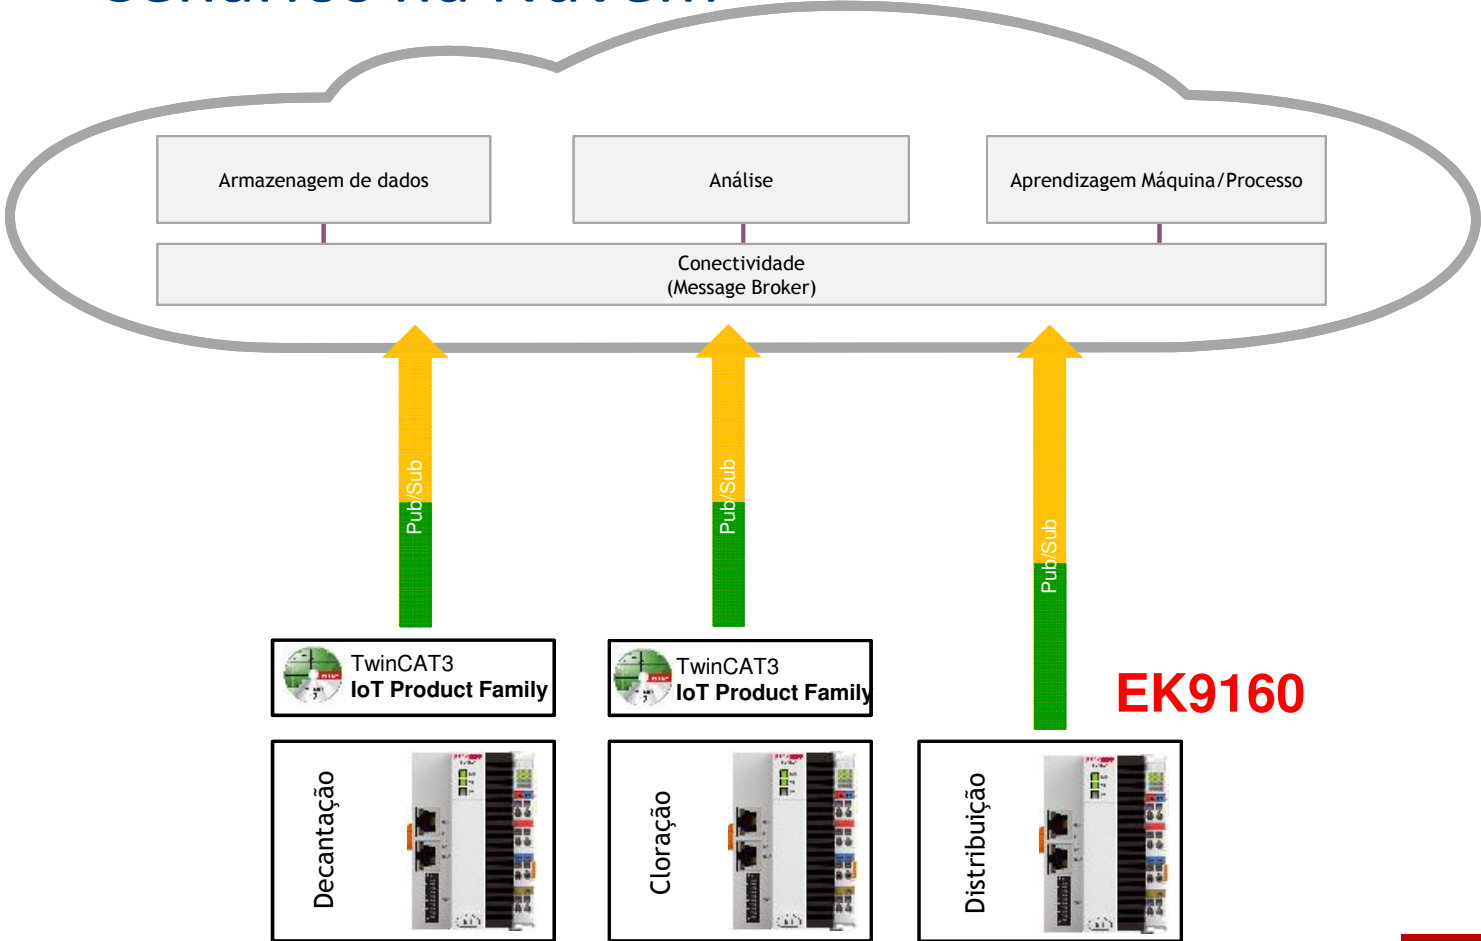 Armazenagem de dados
Análise
Aprendizagem Máquina/Processo
Conectividade
(Message Broker)
Pub/Sub
Pub/Sub
Pub/Sub
TwinCAT3
IoT Product Family
TwinCAT3
IoT Product Family
EK9160
Decantação
Cloração
Distribuição